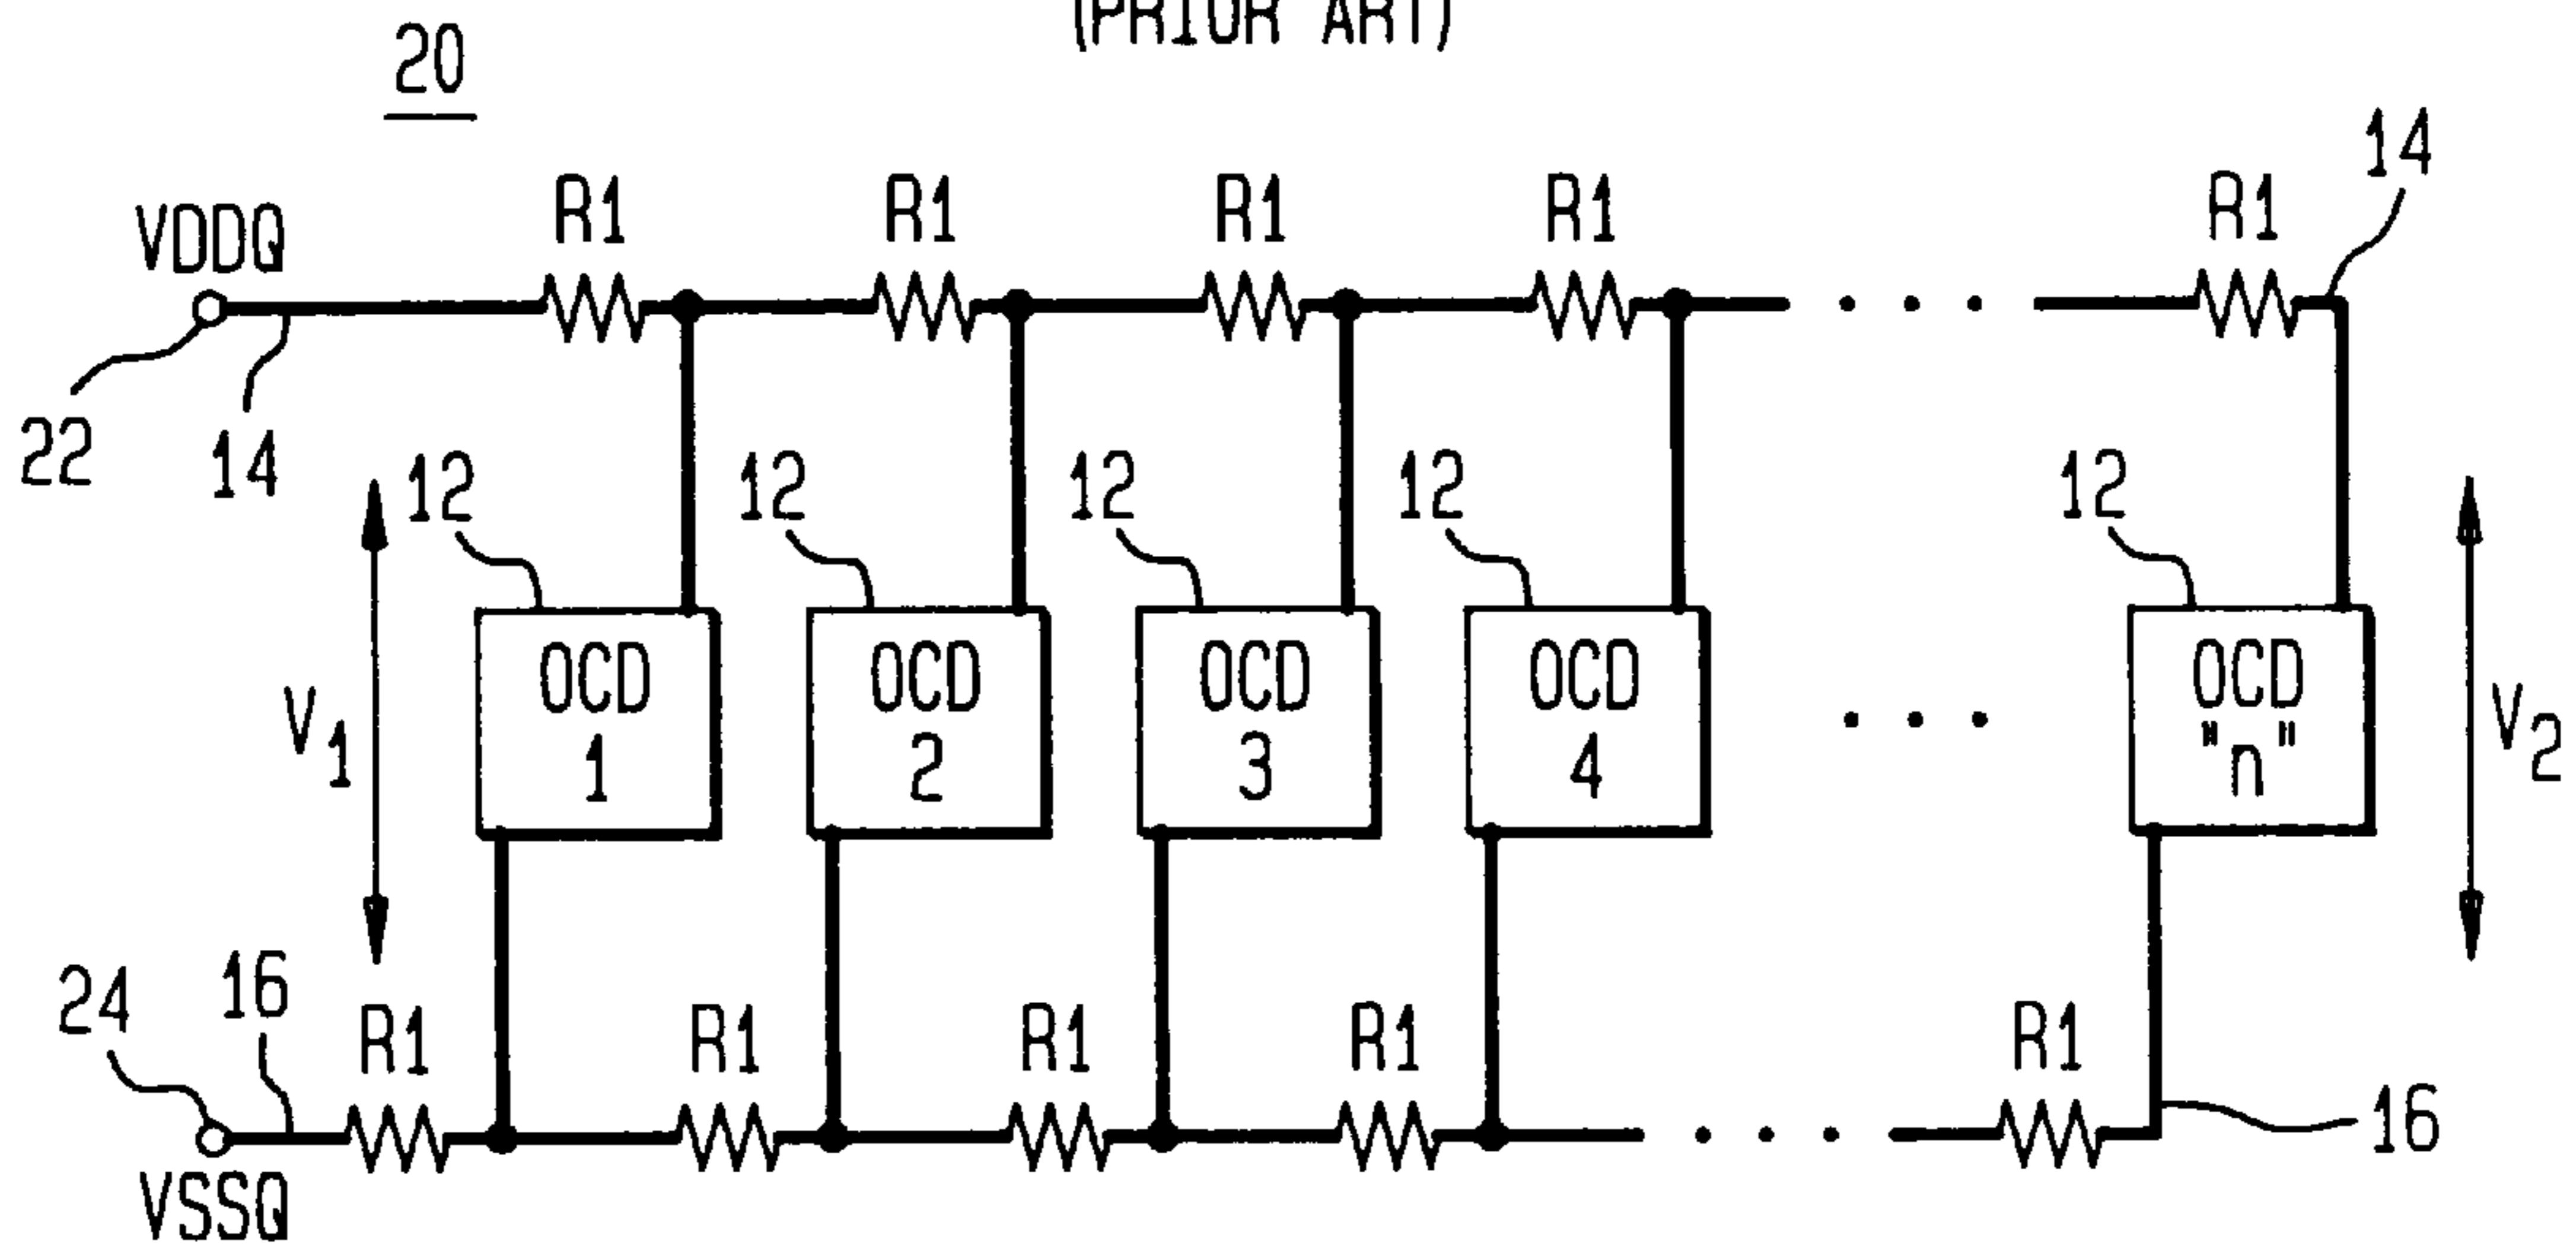 (PRIOR ART)
20
VDDQ
R1 R1 R1 R1 R1
14
22
14
12 12 12 12 12
OCD 1
OCD 2
OCD 3
OCD 4
OCD "n"
V1
V2
. . .
24
16
R1 R1 R1 R1 R1
16
VSSQ